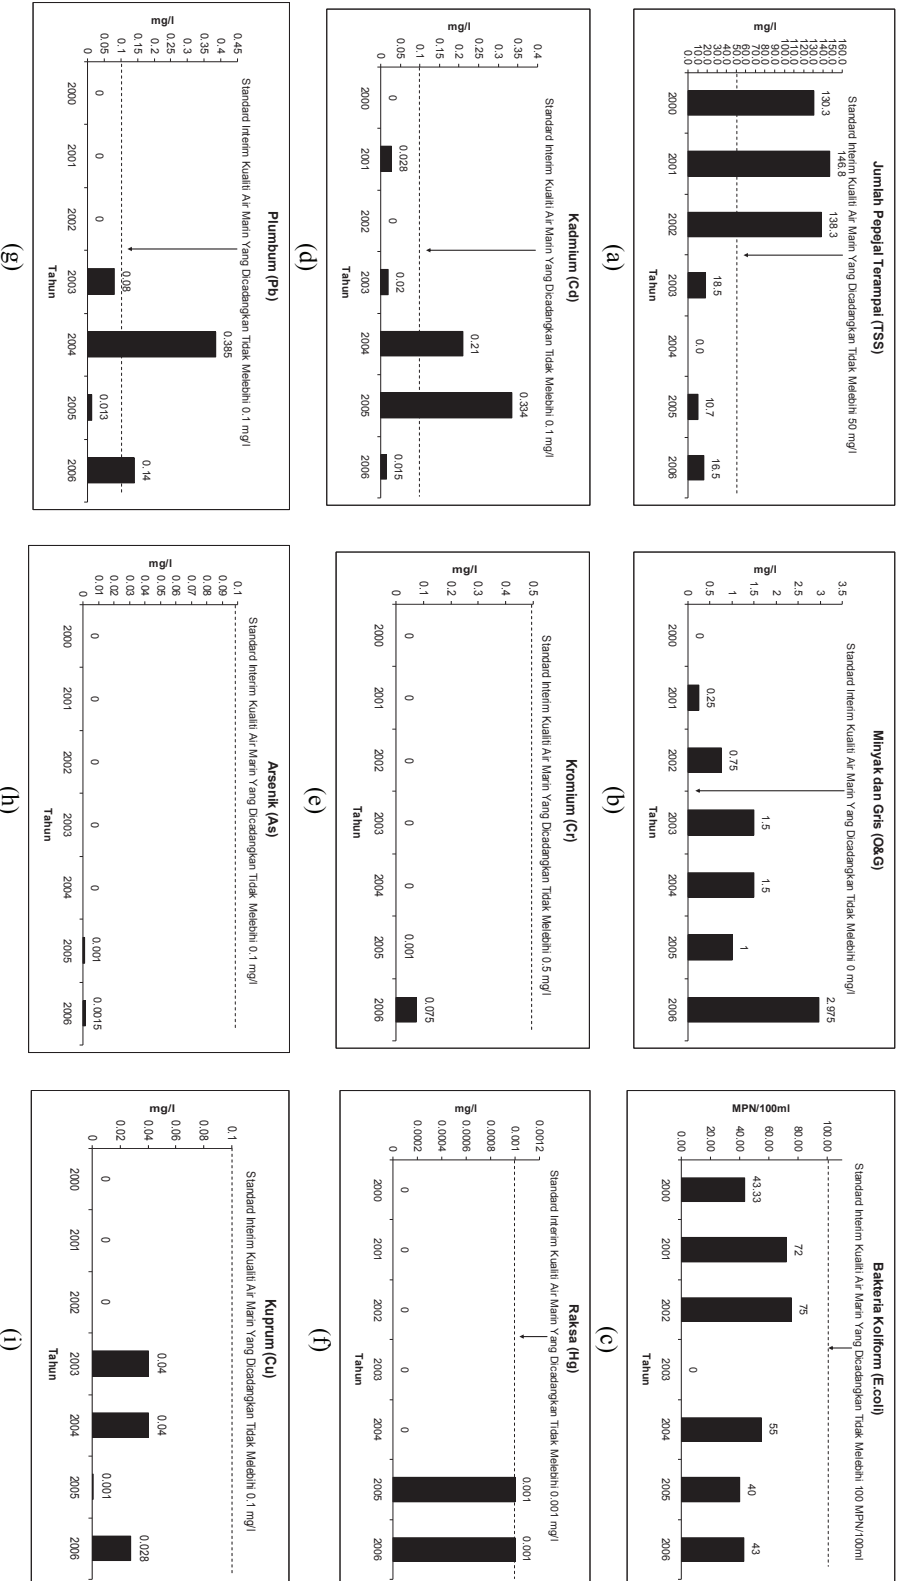 Jumlah Pepejal Terampai (TSS)
Standard Interim Kualiti Air Marin Yang Dicadangkan Tidak Melebihi 50 mg/l
mg/l
160.0
150.0
140.0
130.0
120.0
110.0
100.0
90.0
80.0
70.0
60.0
50.0
40.0
30.0
20.0
10.0
0.0
130.3 146.8 138.3 18.5 0.0 10.7 16.5
2000 2001 2002 2003 2004 2005 2006
Tahun
(a)
Minyak dan Gris (O&G)
Standard Interim Kualiti Air Marin Yang Dicadangkan Tidak Melebihi 0 mg/l
mg/l
3.5
3
2.5
2
1.5
1
0.5
0
0 0.25 0.75 1.5 1.5 1 2.975
2000 2001 2002 2003 2004 2005 2006
Tahun
(b)
Bakteria Koliform (E.coli)
Standard Interim Kualiti Air Marin Yang Dicadangkan Tidak Melebihi 100 MPN/100ml
MPN/100ml
100.00
80.00
60.00
40.00
20.00
0.00
43.33 72 75 0 55 40 43
2000 2001 2002 2003 2004 2005 2006
Tahun
(c)
Kadmium (Cd)
Standard Interim Kualiti Air Marin Yang Dicadangkan Tidak Melebihi 0.1 mg/l
mg/l
0.4
0.35
0.3
0.25
0.2
0.15
0.1
0.05
0
0 0.028 0 0.02 0.21 0.334 0.015
2000 2001 2002 2003 2004 2005 2006
Tahun
(d)
Kromium (Cr)
Standard Interim Kualiti Air Marin Yang Dicadangkan Tidak Melebihi 0.5 mg/l
mg/l
0.5
0.4
0.3
0.2
0.1
0
0 0 0 0 0 0.001 0.075
2000 2001 2002 2003 2004 2005 2006
Tahun
(e)
Raksa (Hg)
Standard Interim Kualiti Air Marin Yang Dicadangkan Tidak Melebihi 0.001 mg/l
mg/l
0.0012
0.001
0.0008
0.0006
0.0004
0.0002
0
0 0 0 0 0 0.001 0.001
2000 2001 2002 2003 2004 2005 2006
Tahun
(f)
Plumbum (Pb)
Standard Interim Kualiti Air Marin Yang Dicadangkan Tidak Melebihi 0.1 mg/l
mg/l
0.45
0.4
0.35
0.3
0.25
0.2
0.15
0.1
0.05
0
0 0 0 0.08 0.385 0.013 0.14
2000 2001 2002 2003 2004 2005 2006
Tahun
(g)
Arsenik (As)
Standard Interim Kualiti Air Marin Yang Dicadangkan Tidak Melebihi 0.1 mg/l
mg/l
0.1
0.09
0.08
0.07
0.06
0.05
0.04
0.03
0.02
0.01
0
0 0 0 0 0 0.001 0.0015
2000 2001 2002 2003 2004 2005 2006
Tahun
(h)
Kuprum (Cu)
Standard Interim Kualiti Air Marin Yang Dicadangkan Tidak Melebihi 0.1 mg/l
mg/l
0.1
0.08
0.06
0.04
0.02
0
0 0 0 0.04 0.04 0.001 0.028
2000 2001 2002 2003 2004 2005 2006
Tahun
(i)